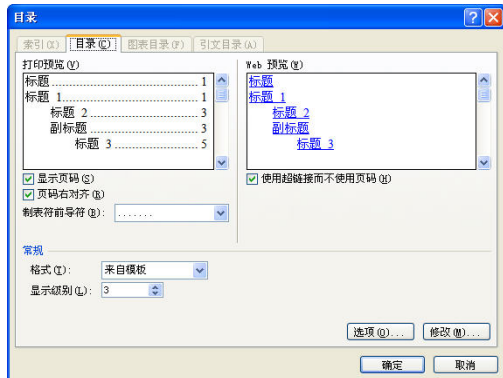 目录
索引(X) 目录(C) 图表目录(F) 引文目录(A)
打印预览(V) Web 预览(W)
标题 ........ 1
标题 1 ........ 1
标题 2 ........ 3
副标题 ........ 3
标题 3 ........ 5
标题
标题 1
标题 2
副标题
标题 3
显示页码(S)
页码右对齐(R)
使用超链接而不使用页码(H)
制表符前导符(B): .......
常规
格式(T): 来自模板
显示级别(L): 3
选项(O)... 修改(M)...
确定 取消